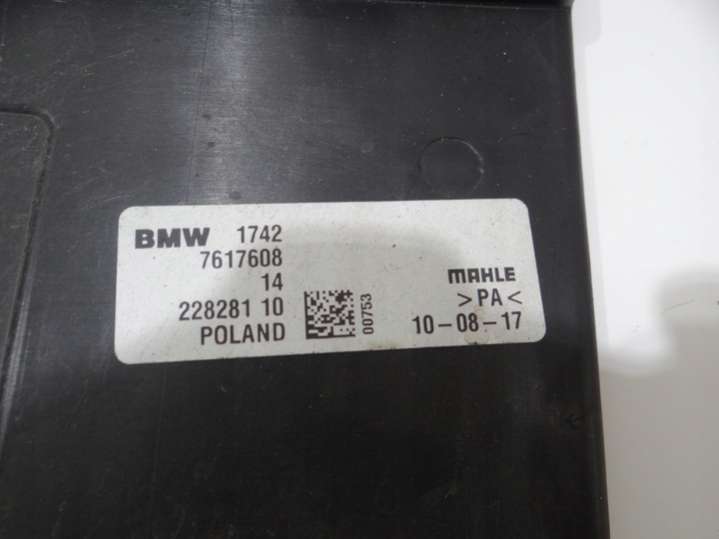 BMW 1742
7617608
14
228281 10
POLAND
00753
MAHLE
>PA<
10-08-17